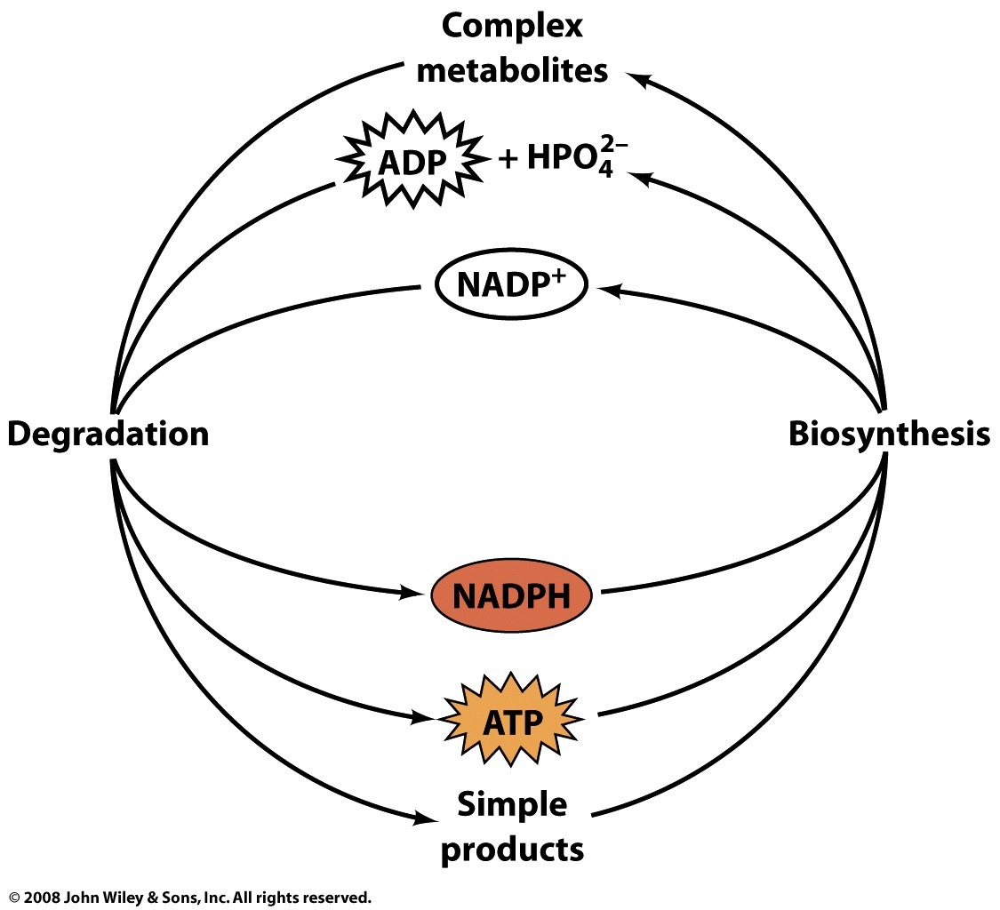 Complex
metabolites
ADP + HPO₄²⁻
NADP⁺
Degradation
Biosynthesis
NADPH
ATP
Simple
products
© 2008 John Wiley & Sons, Inc. All rights reserved.